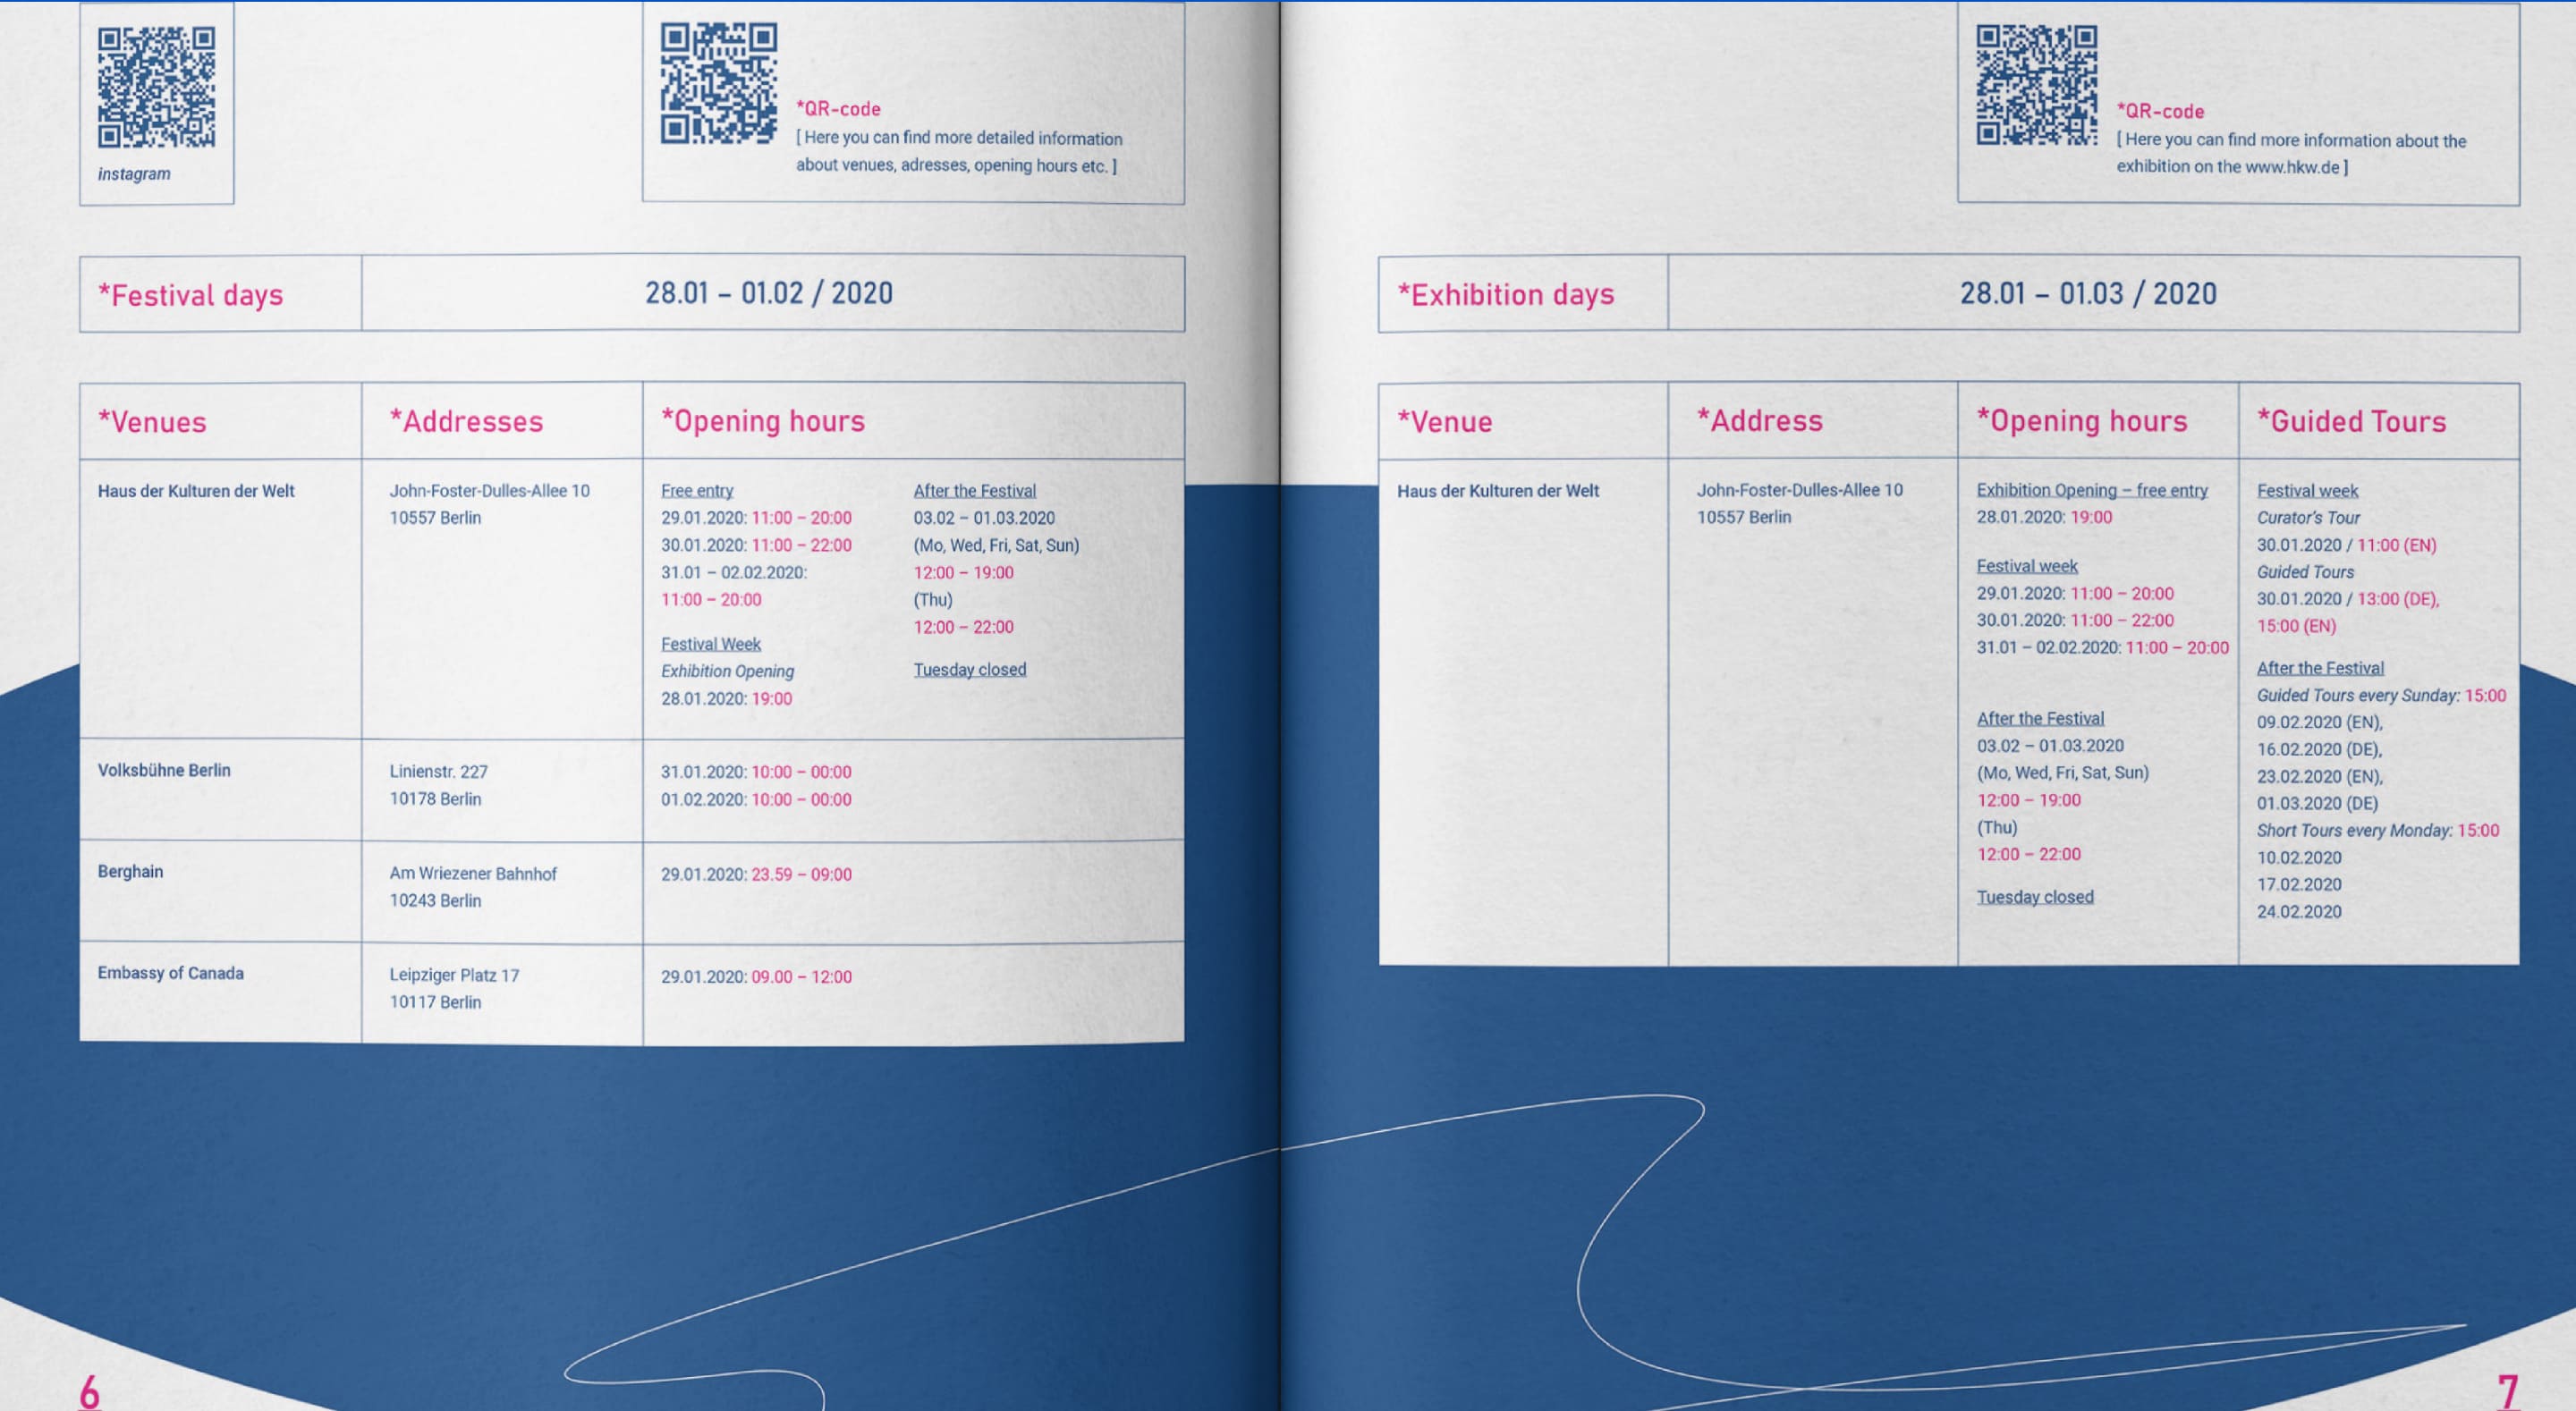 instagram
*QR-code
[ Here you can find more detailed information
about venues, adresses, opening hours etc. ]
*Festival days
28.01 – 01.02 / 2020
*Venues
*Addresses
*Opening hours
Haus der Kulturen der Welt
John-Foster-Dulles-Allee 10
10557 Berlin
Free entry
29.01.2020: 11:00 – 20:00
30.01.2020: 11:00 – 22:00
31.01 – 02.02.2020:
11:00 – 20:00
Festival Week
Exhibition Opening
28.01.2020: 19:00
After the Festival
03.02 – 01.03.2020
(Mo, Wed, Fri, Sat, Sun)
12:00 – 19:00
(Thu)
12:00 – 22:00
Tuesday closed
Volksbühne Berlin
Linienstr. 227
10178 Berlin
31.01.2020: 10:00 – 00:00
01.02.2020: 10:00 – 00:00
Berghain
Am Wriezener Bahnhof
10243 Berlin
29.01.2020: 23.59 – 09:00
Embassy of Canada
Leipziger Platz 17
10117 Berlin
29.01.2020: 09.00 – 12:00
6
*QR-code
[ Here you can find more information about the
exhibition on the www.hkw.de ]
*Exhibition days
28.01 – 01.03 / 2020
*Venue
*Address
*Opening hours
*Guided Tours
Haus der Kulturen der Welt
John-Foster-Dulles-Allee 10
10557 Berlin
Exhibition Opening – free entry
28.01.2020: 19:00
Festival week
29.01.2020: 11:00 – 20:00
30.01.2020: 11:00 – 22:00
31.01 – 02.02.2020: 11:00 – 20:00
After the Festival
03.02 – 01.03.2020
(Mo, Wed, Fri, Sat, Sun)
12:00 – 19:00
(Thu)
12:00 – 22:00
Tuesday closed
Festival week
Curator's Tour
30.01.2020 / 11:00 (EN)
Guided Tours
30.01.2020 / 13:00 (DE),
15:00 (EN)
After the Festival
Guided Tours every Sunday: 15:00
09.02.2020 (EN),
16.02.2020 (DE),
23.02.2020 (EN),
01.03.2020 (DE)
Short Tours every Monday: 15:00
10.02.2020
17.02.2020
24.02.2020
7